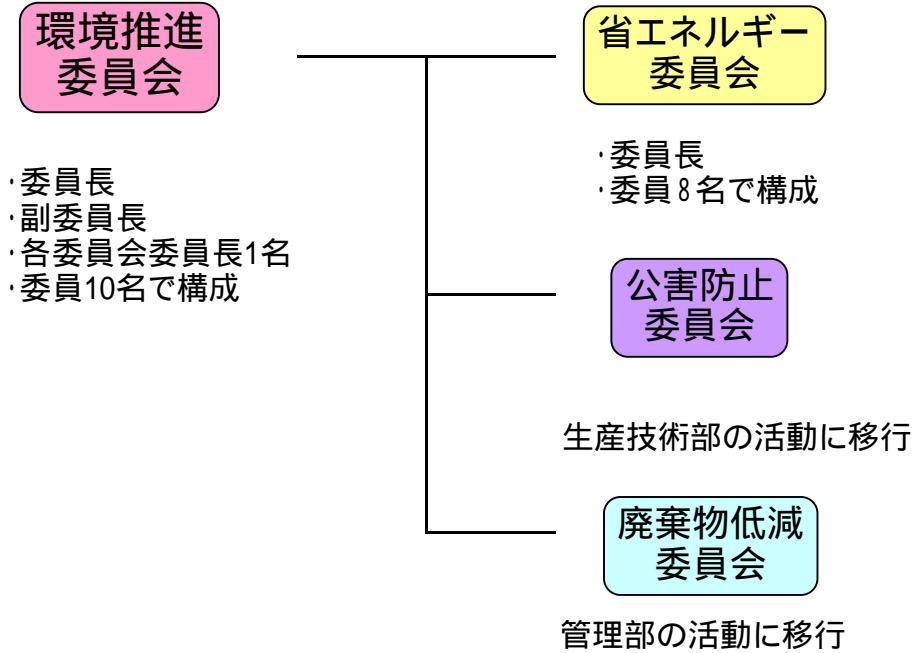 環境推進
委員会
・委員長
・副委員長
・各委員会委員長1名
・委員10名で構成
省エネルギー
委員会
・委員長
・委員8名で構成
公害防止
委員会
生産技術部の活動に移行
廃棄物低減
委員会
管理部の活動に移行